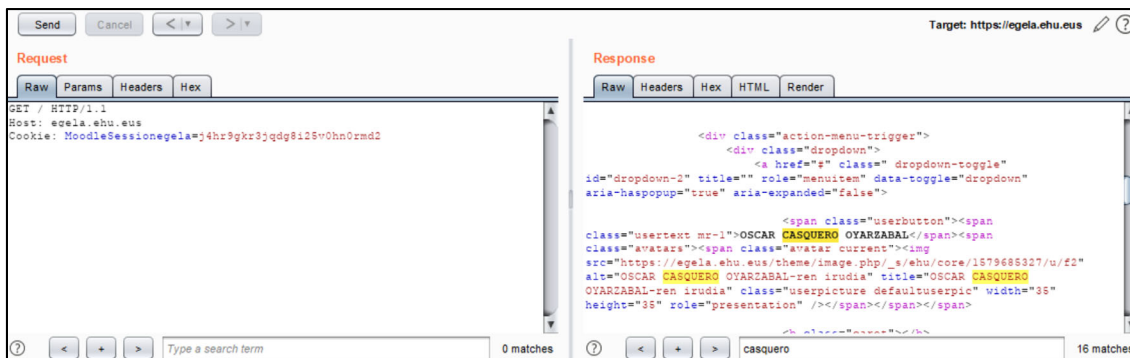 Send Cancel < | ▼ > | ▼ Target: https://egela.ehu.eus ?
Request
Raw Params Headers Hex
GET / HTTP/1.1
Host: egela.ehu.eus
Cookie: MoodleSessionegela=j4hr9gkr3jqdg8i25v0hn0rmd2
? < + > Type a search term 0 matches
Response
Raw Headers Hex HTML Render
<div class="action-menu-trigger">
<div class="dropdown">
<a href="#" class=" dropdown-toggle"
id="dropdown-2" title="" role="menuitem" data-toggle="dropdown"
aria-haspopup="true" aria-expanded="false">
<span class="userbutton"><span
class="usertext mr-1">OSCAR CASQUERO OYARZABAL</span><span
class="avatars"><span class="avatar current"><img
src="https://egela.ehu.eus/theme/image.php/_s/ehu/core/1579685327/u/f2"
alt="OSCAR CASQUERO OYARZABAL-ren irudia" title="OSCAR CASQUERO
OYARZABAL-ren irudia" class="userpicture defaultuserpic" width="35"
height="35" role="presentation" /></span></span></span>
? < + > casquero 16 matches